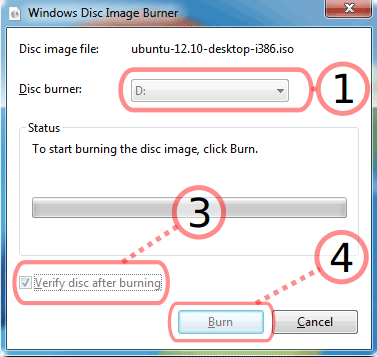 Windows Disc Image Burner
Disc image file: ubuntu-12.10-desktop-i386.iso
Disc burner: D: 1
Status
To start burning the disc image, click Burn.
3
Verify disc after burning
4
Burn Cancel